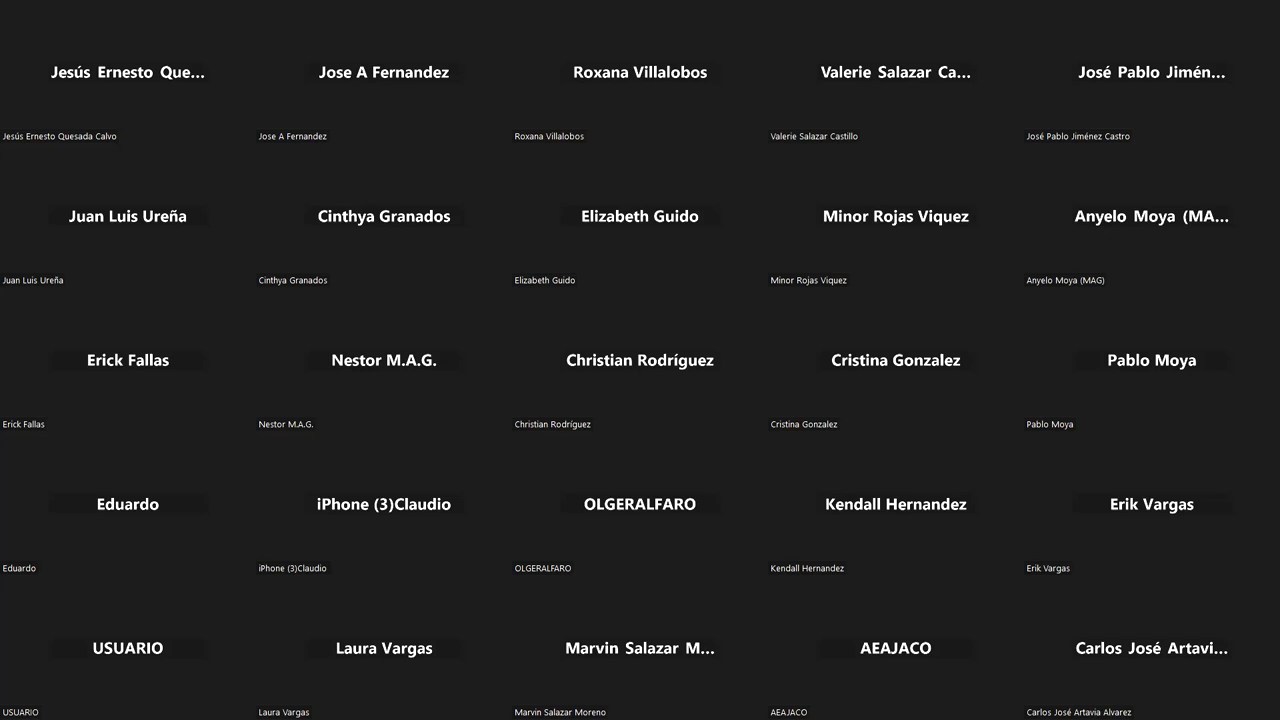 Jesús Ernesto Que...
Jose A Fernandez
Roxana Villalobos
Valerie Salazar Ca...
José Pablo Jimén...
Jesús Ernesto Quesada Calvo
Jose A Fernandez
Roxana Villalobos
Valerie Salazar Castillo
José Pablo Jiménez Castro
Juan Luis Ureña
Cinthya Granados
Elizabeth Guido
Minor Rojas Viquez
Anyelo Moya (MA...
Juan Luis Ureña
Cinthya Granados
Elizabeth Guido
Minor Rojas Viquez
Anyelo Moya (MAG)
Erick Fallas
Nestor M.A.G.
Christian Rodríguez
Cristina Gonzalez
Pablo Moya
Erick Fallas
Nestor M.A.G.
Christian Rodríguez
Cristina Gonzalez
Pablo Moya
Eduardo
iPhone (3)Claudio
OLGERALFARO
Kendall Hernandez
Erik Vargas
Eduardo
iPhone (3)Claudio
OLGERALFARO
Kendall Hernandez
Erik Vargas
USUARIO
Laura Vargas
Marvin Salazar M...
AEAJACO
Carlos José Artavi...
USUARIO
Laura Vargas
Marvin Salazar Moreno
AEAJACO
Carlos José Artavia Alvarez